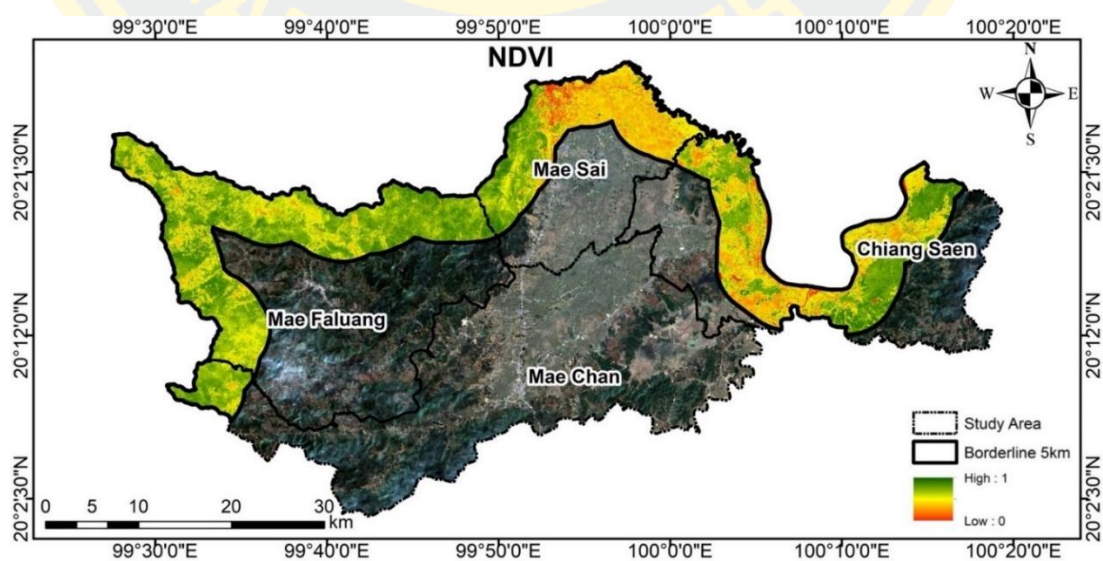 99°30'0"E 99°40'0"E 99°50'0"E 100°0'0"E 100°10'0"E 100°20'0"E
NDVI
N
W E
S
20°21'30"N 20°21'30"N
Mae Sai
Chiang Saen
Mae Faluang
20°12'0"N 20°12'0"N
Mae Chan
Study Area
Borderline 5km
High : 1
Low : 0
20°2'30"N 20°2'30"N
0 5 10 20 30
km
99°30'0"E 99°40'0"E 99°50'0"E 100°0'0"E 100°10'0"E 100°20'0"E